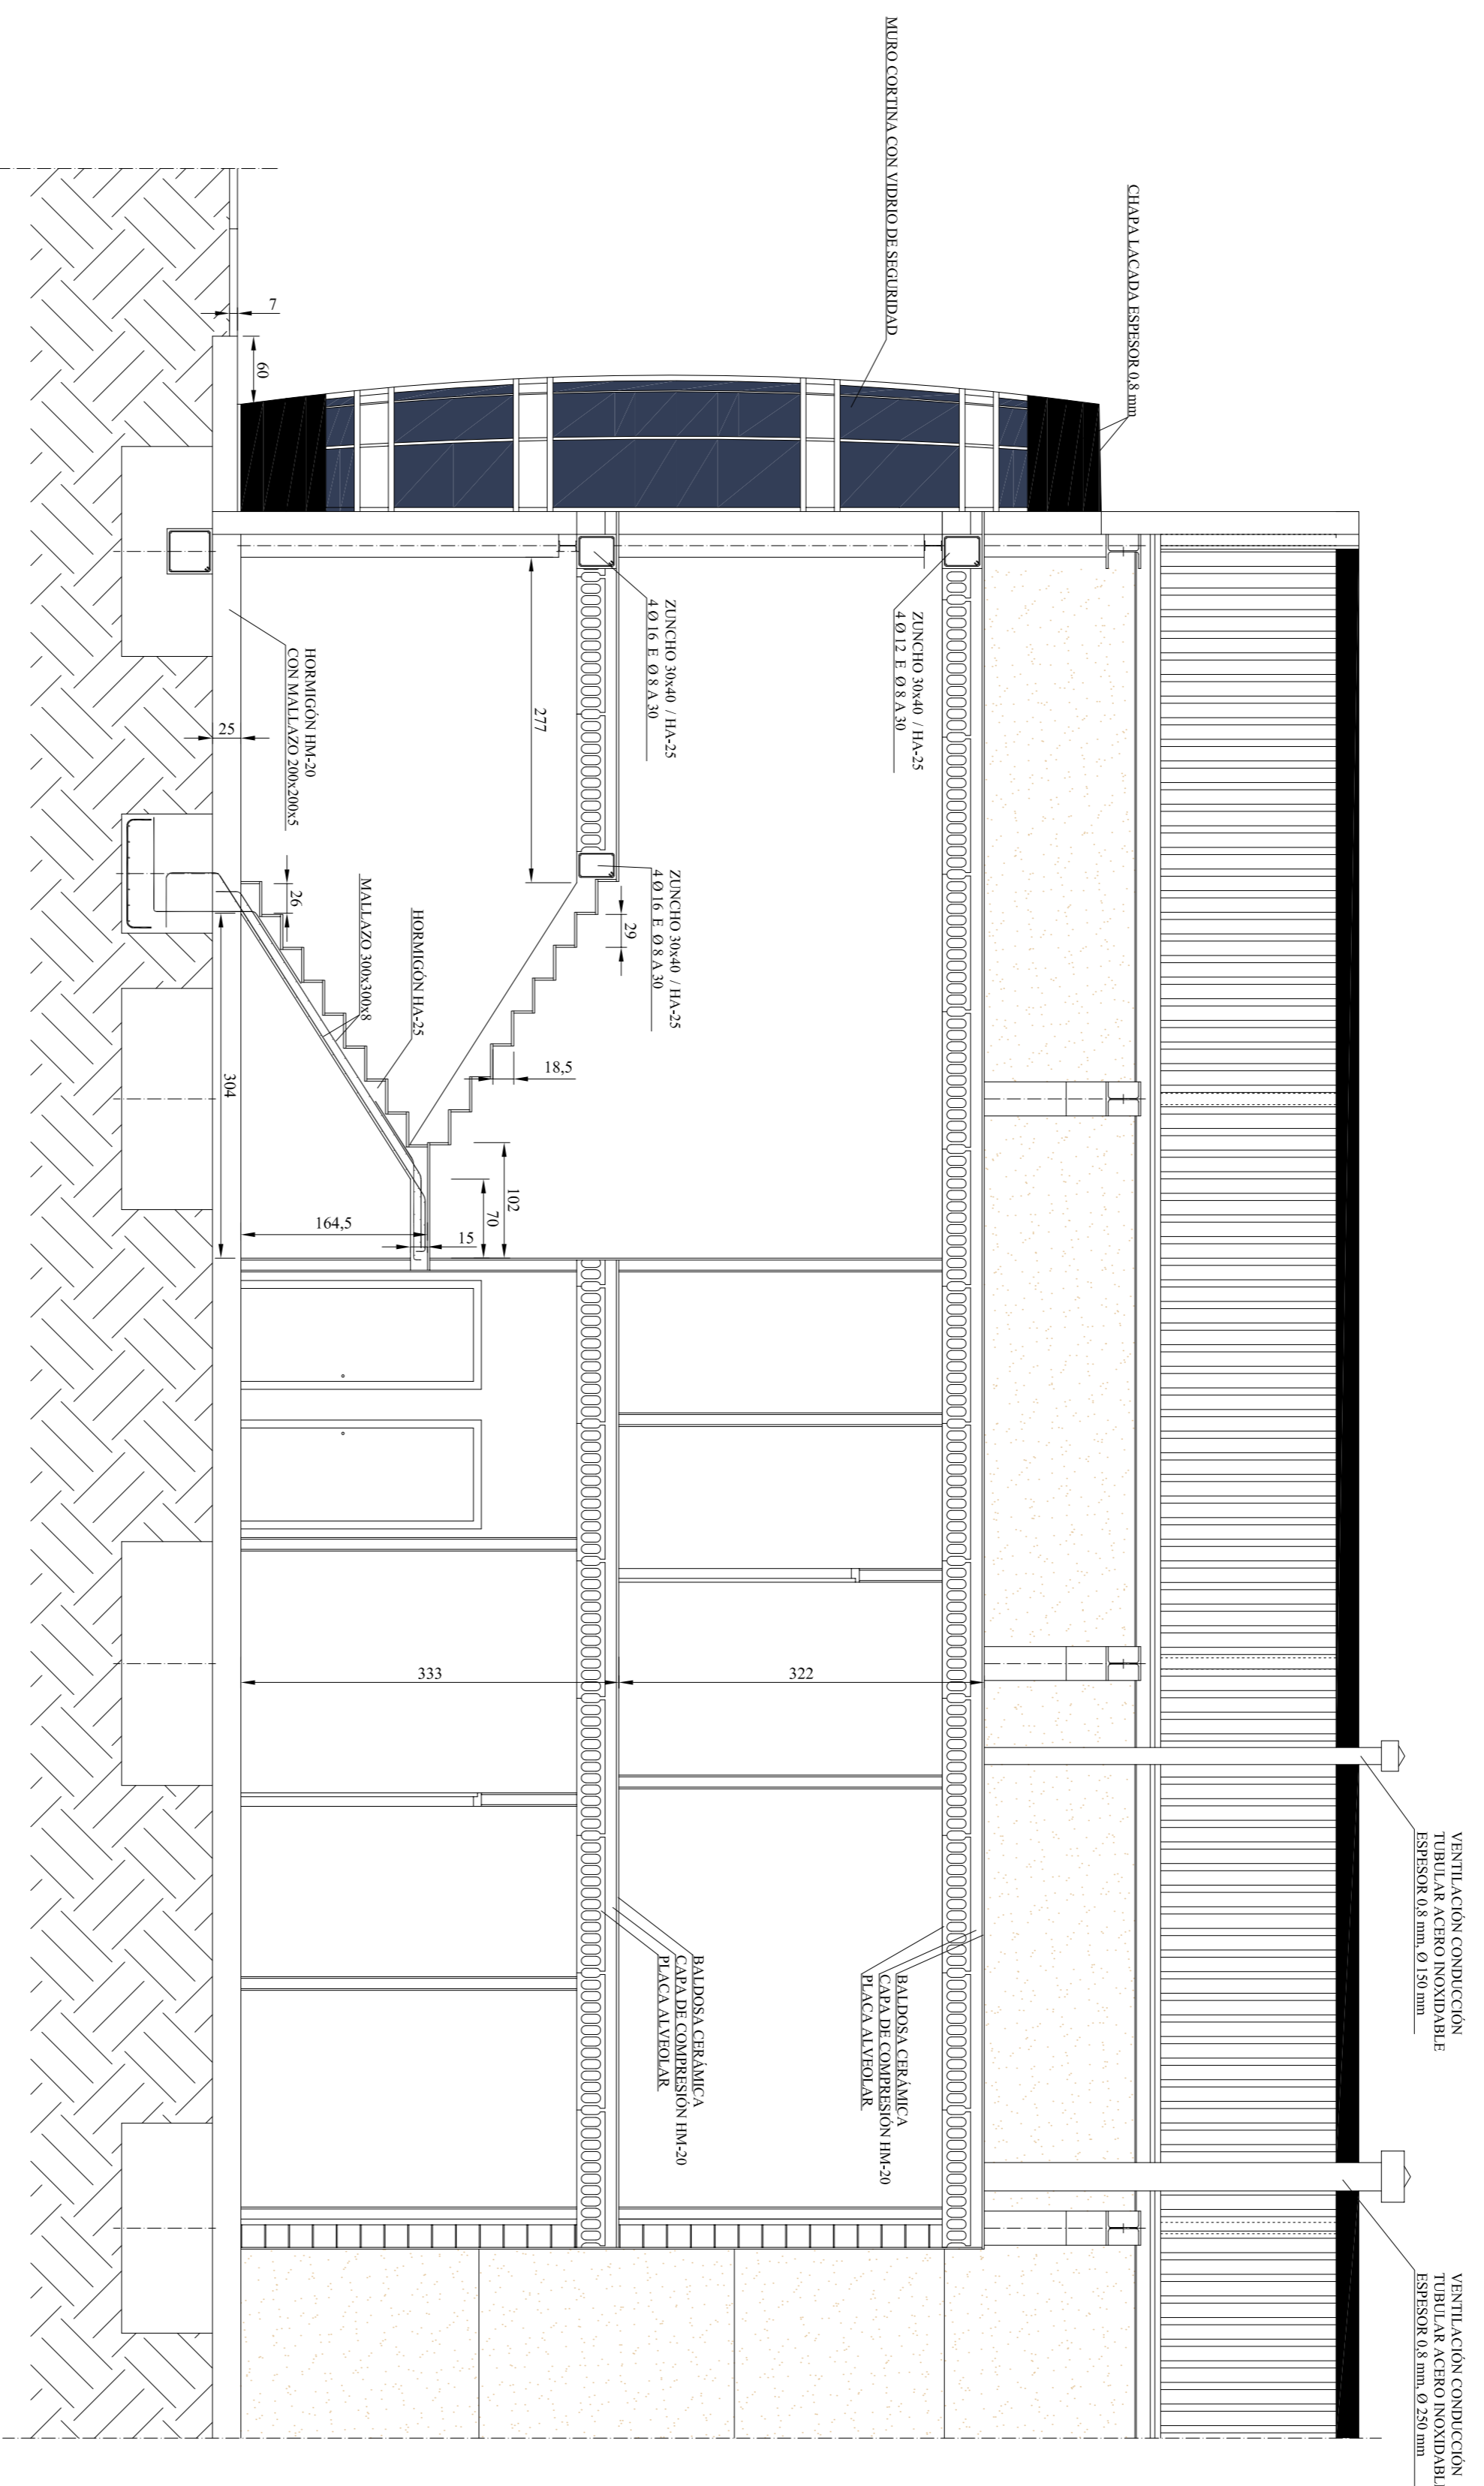 MURO CORTINA CON VIDRIO DE SEGURIDAD
CHAPA LACADA ESPESOR 0,8 mm
7
60
ZUNCHO 30x40 / HA-25
4 Ø 12 E Ø 8 A 30
ZUNCHO 30x40 / HA-25
4 Ø 16 E Ø 8 A 30
277
HORMIGÓN HM-20
CON MALLAZO 200x200x5
25
ZUNCHO 30x40 / HA-25
4 Ø 16 E Ø 8 A 30
26
29
MALLAZO 300x300x8
HORMIGÓN HA-25
18,5
304
102
70
164,5
15
333
322
VENTILACIÓN CONDUCCIÓN
TUBULAR ACERO INOXIDABLE
ESPESOR 0,8 mm, Ø 150 mm
BALDOSA CERÁMICA
CAPA DE COMPRESIÓN HM-20
PLACA ALVEOLAR
BALDOSA CERÁMICA
CAPA DE COMPRESIÓN HM-20
PLACA ALVEOLAR
VENTILACIÓN CONDUCCIÓN
TUBULAR ACERO INOXIDABL
ESPESOR 0,8 mm, Ø 250 mm